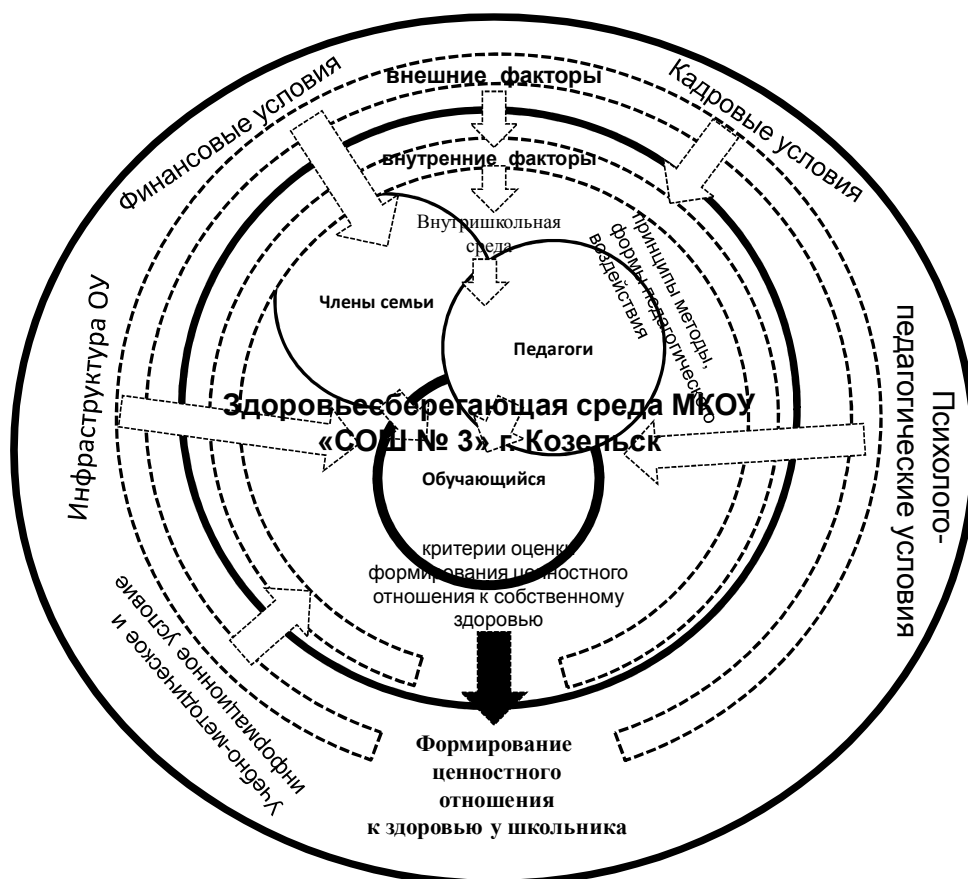 внешние факторы
Финансовые условия
Кадровые условия
внутренние факторы
Внутришкольная
среда
принципы методы,
формы педагогического
воздействия
Члены семьи
Педагоги
Инфраструктура ОУ
Психолого-
педагогические условия
Здоровьесберегающая среда МКОУ
«СОШ № 3» г. Козельск
Обучающийся
критерии оценки
формирования ценностного
отношения к собственному
здоровью
Учебно-методическое и
информационное условие
Формирование
ценностного
отношения
к здоровью у школьника